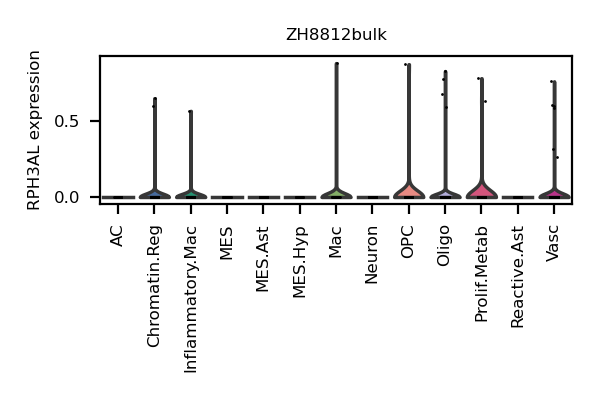 ZH8812bulk
RPH3AL expression
0.5
0.0
AC
Chromatin.Reg
Inflammatory.Mac
MES
MES.Ast
MES.Hyp
Mac
Neuron
OPC
Oligo
Prolif.Metab
Reactive.Ast
Vasc